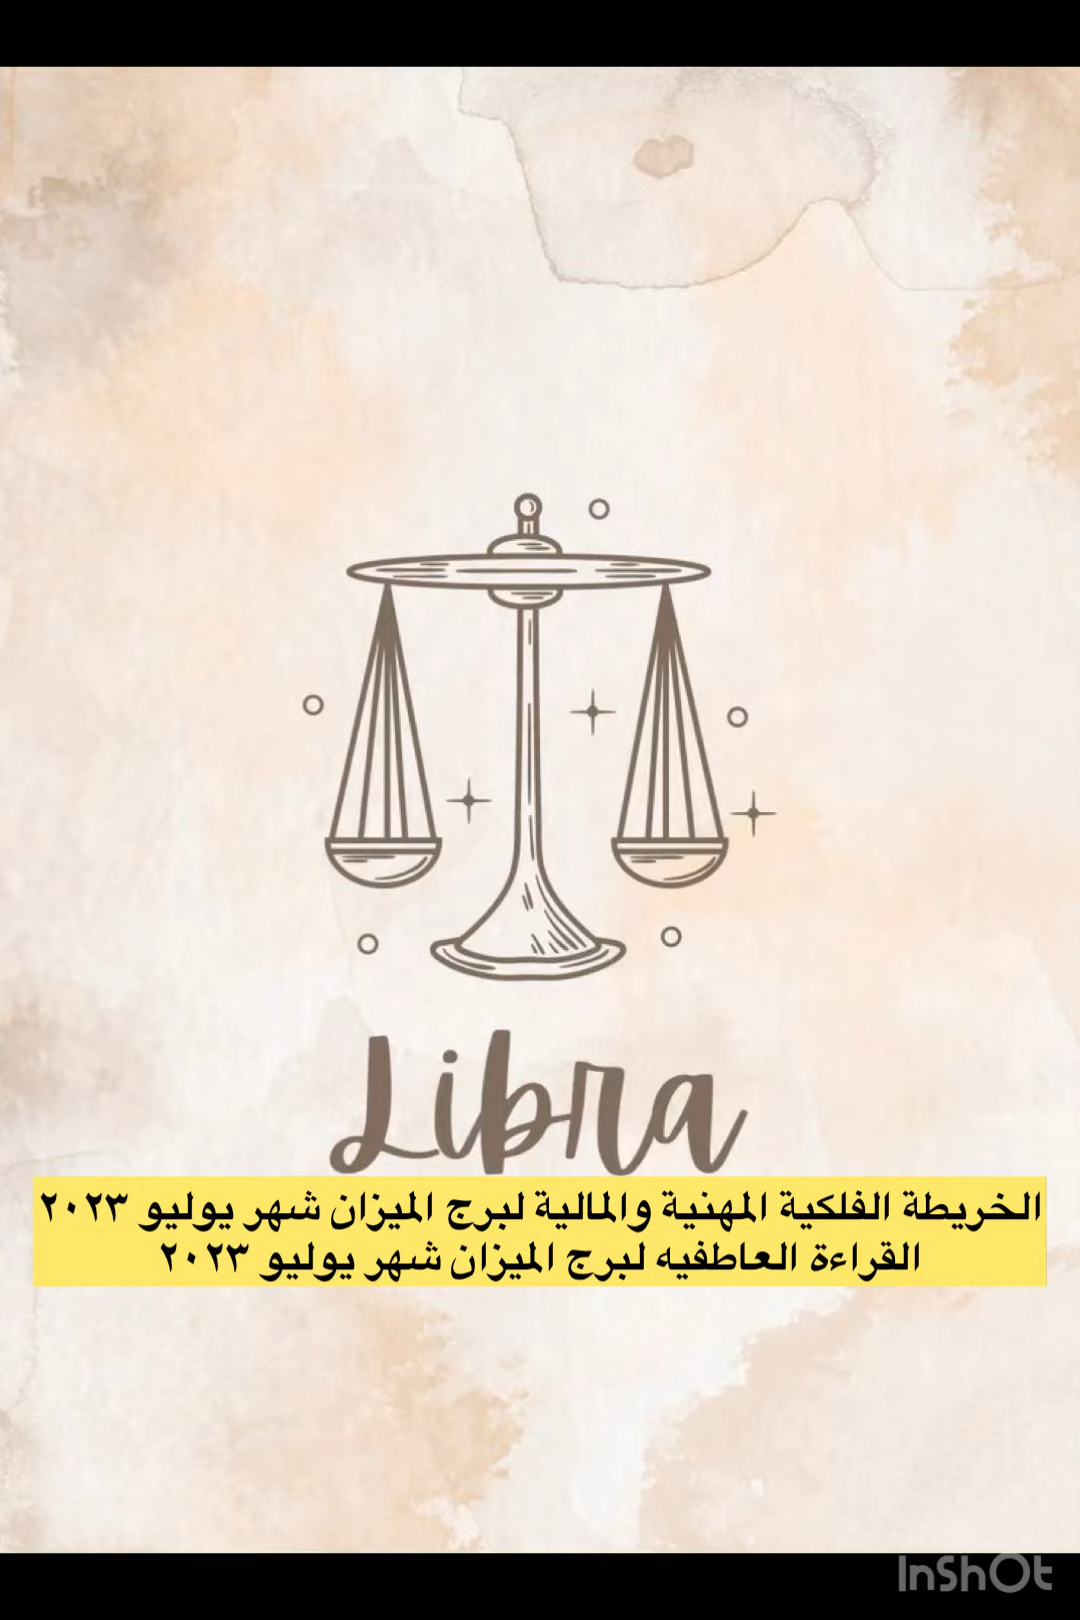 Libra
الخريطة الفلكية المهنية والمالية لبرج الميزان شهر يوليو ٢٠٢٣
القراءة العاطفيه لبرج الميزان شهر يوليو ٢٠٢٣
InShOt